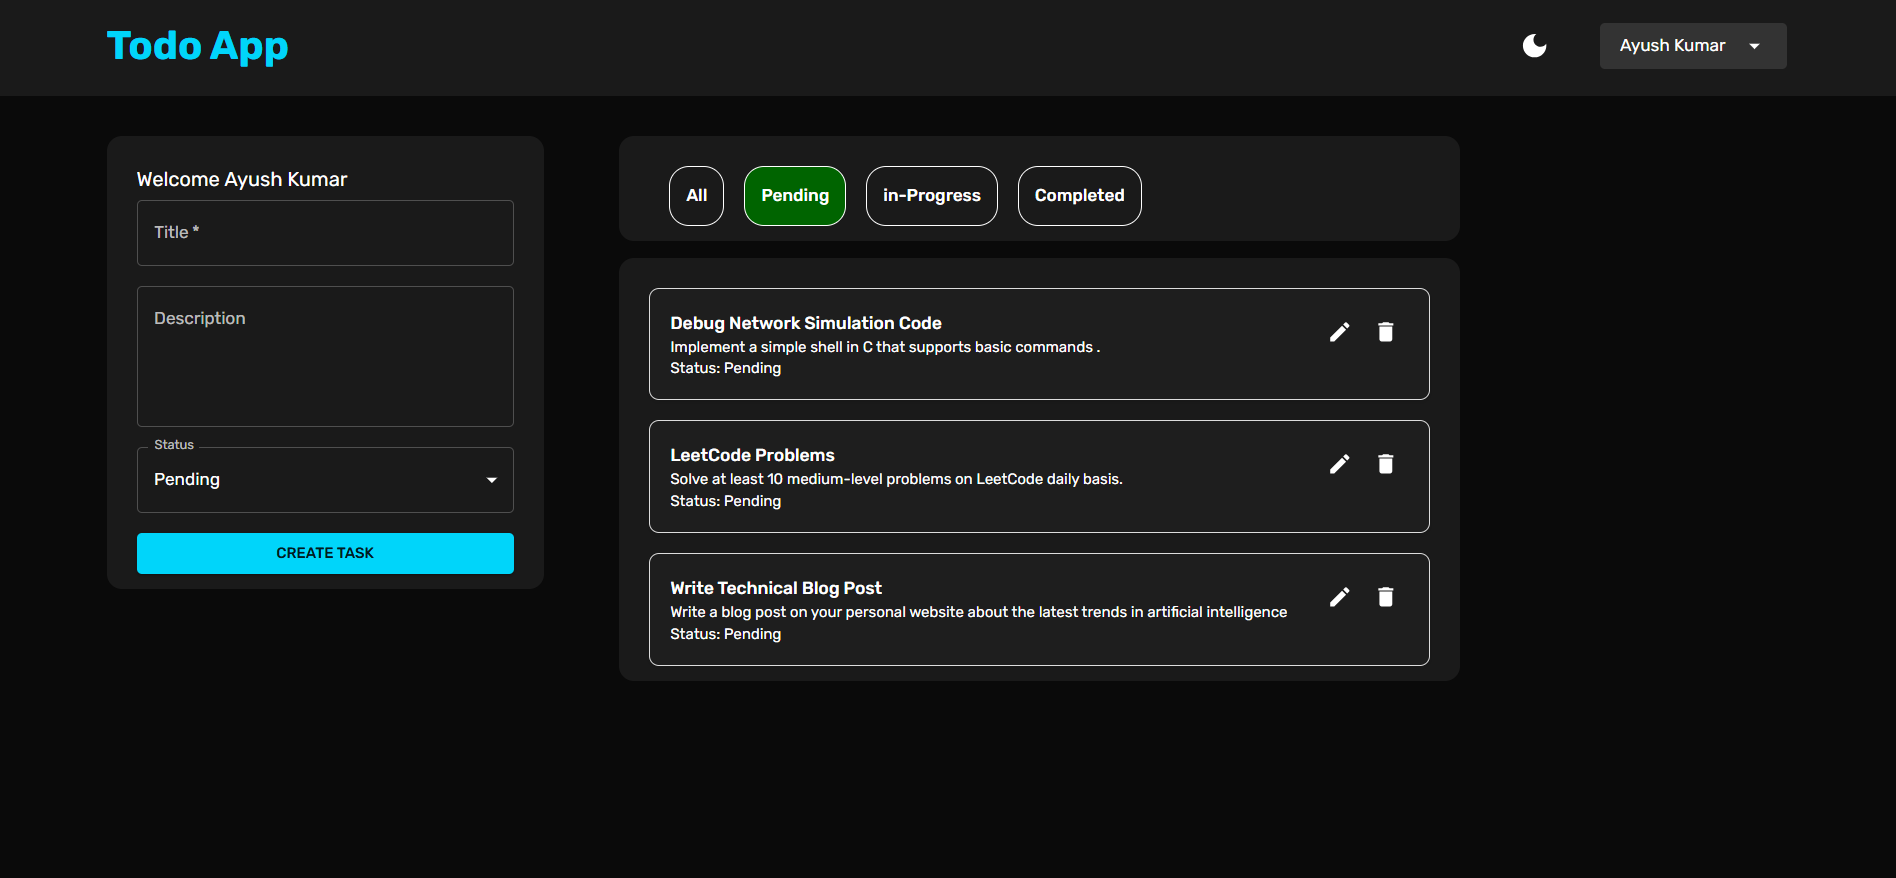 Todo App
Ayush Kumar
Welcome Ayush Kumar
Title *
Description
Status
Pending
CREATE TASK
All
Pending
in-Progress
Completed
Debug Network Simulation Code
Implement a simple shell in C that supports basic commands .
Status: Pending
LeetCode Problems
Solve at least 10 medium-level problems on LeetCode daily basis.
Status: Pending
Write Technical Blog Post
Write a blog post on your personal website about the latest trends in artificial intelligence
Status: Pending